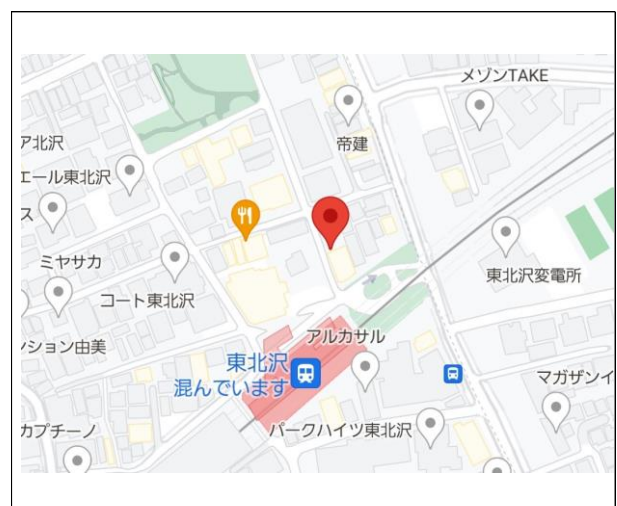 メゾンTAKE
帝建
ア北沢
エール東北沢
ス
ミヤサカ
東北沢変電所
コート東北沢
ンション由美
アルカサル
東北沢
混んでいます
マガザンイ
カプチーノ
パークハイツ東北沢